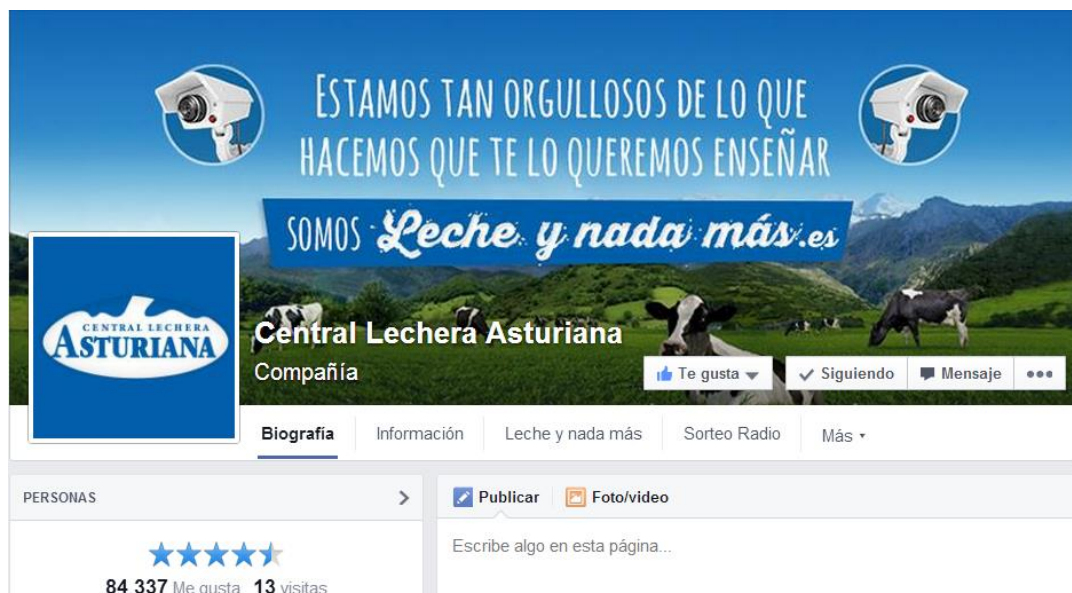 ESTAMOS TAN ORGULLOSOS DE LO QUE
HACEMOS QUE TE LO QUEREMOS ENSEÑAR
SOMOS Leche y nada más.es
CENTRAL LECHERA
ASTURIANA
Central Lechera Asturiana
Compañía
Te gusta
Siguiendo
Mensaje
Biografía
Información
Leche y nada más
Sorteo Radio
Más
PERSONAS
84 337 Me gusta 13 visitas
Publicar
Foto/video
Escribe algo en esta página...